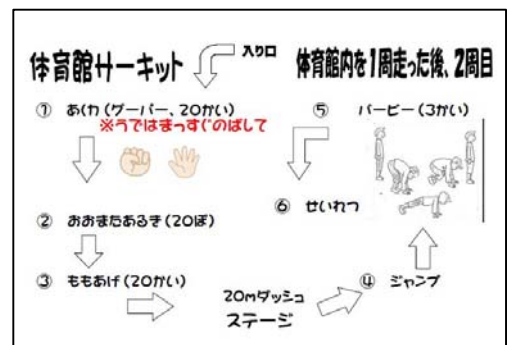 体育館サーキット
入り口
体育館内を1周走った後、2周目
① あくわ(グーパー、20かい)
※うではまっすぐのばして
② おおまたあるき(20ぽ)
③ ももあげ(20かい)
20mダッシュ
ステージ
④ ジャンプ
⑤ バーピー(3かい)
⑥ せいれつ